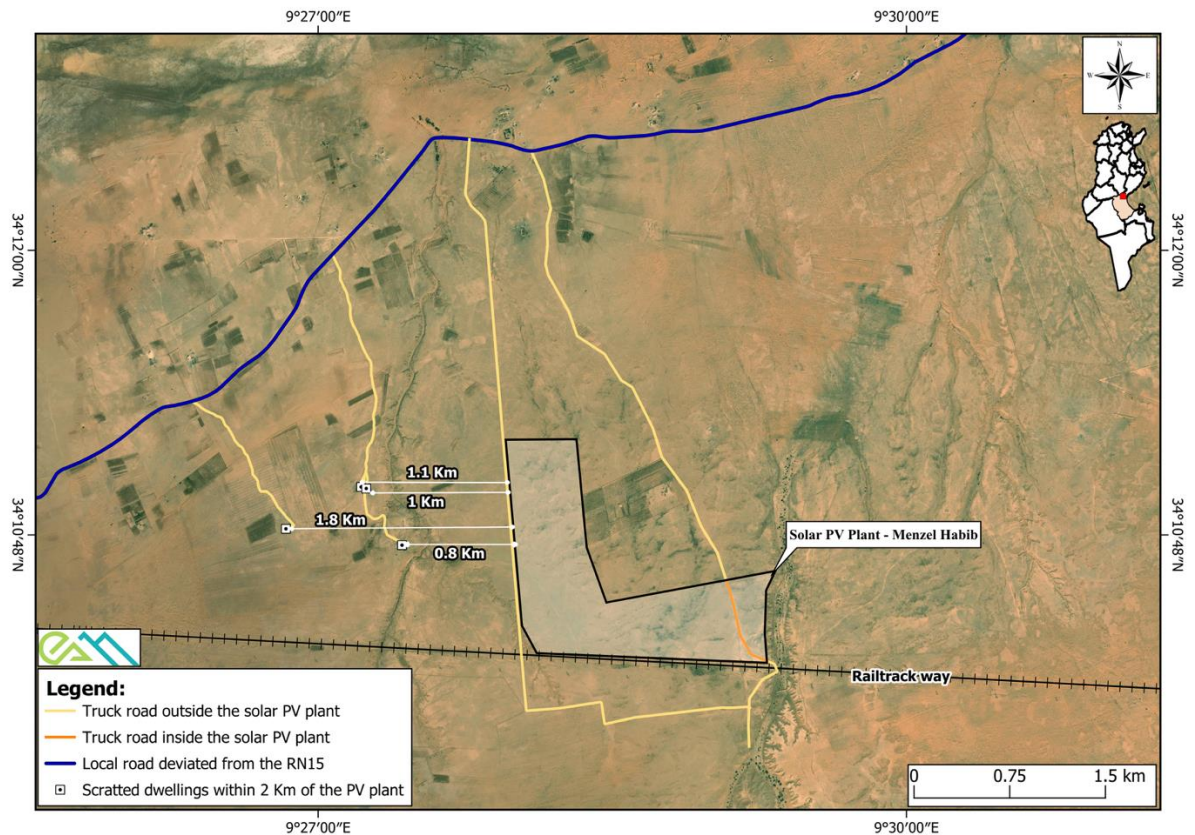 9°27'00"E
9°30'00"E
N
W
E
S
34°12'00"N
34°12'00"N
1.1 Km
1 Km
1.8 Km
0.8 Km
34°10'48"N
34°10'48"N
Solar PV Plant - Menzel Habib
Railtrack way
eam
Legend:
Truck road outside the solar PV plant
Truck road inside the solar PV plant
Local road deviated from the RN15
Scratted dwellings within 2 Km of the PV plant
0
0.75
1.5 km
9°27'00"E
9°30'00"E